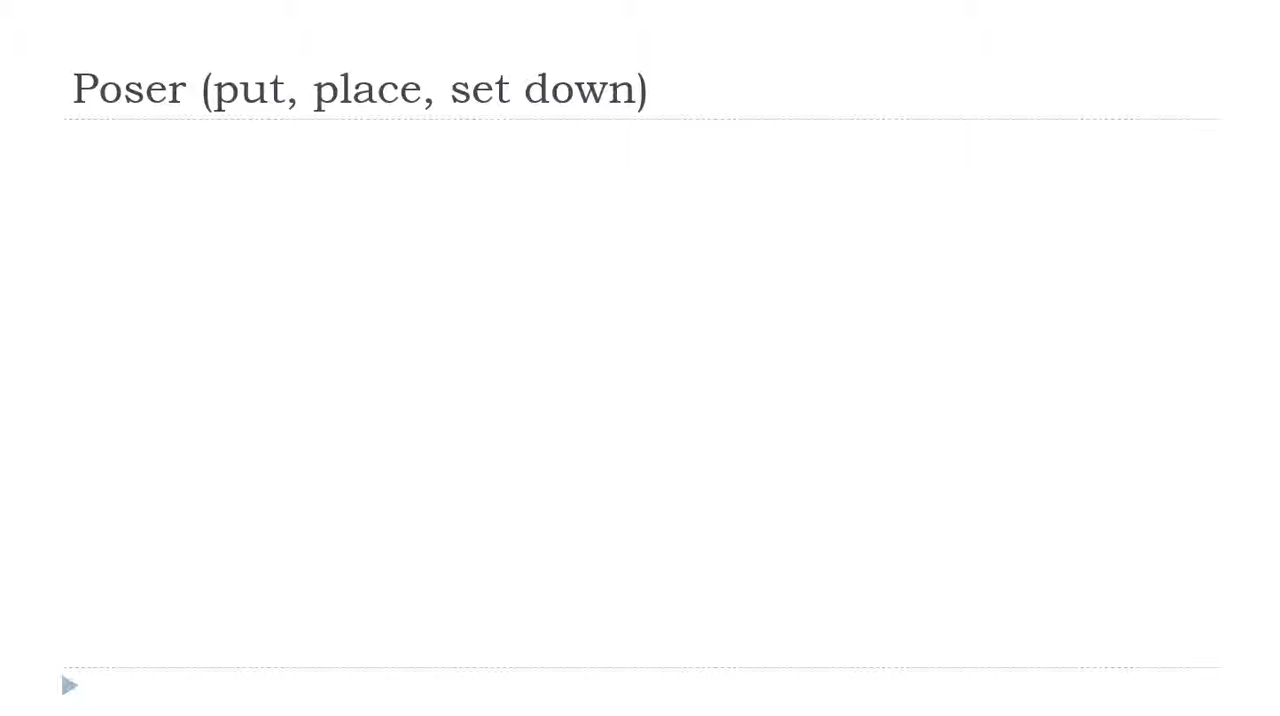 Poser (put, place, set down)